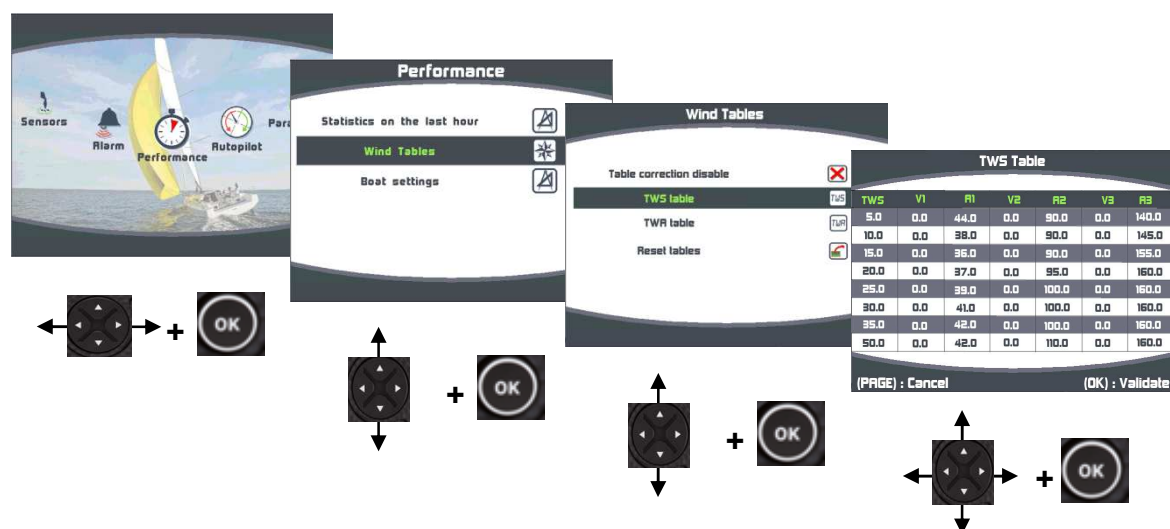 Sensors
Alarm
Performance
Autopilot
Para
+
OK
Performance
Statistics on the last hour
Wind Tables
Boat settings
+
OK
Wind Tables
Table correction disable
TWS table
TWS
TWA table
TWA
Reset tables
+
OK
TWS Table
TWS V1 A1 V2 A2 V3 A3
5.0 0.0 44.0 0.0 90.0 0.0 140.0
10.0 0.0 38.0 0.0 90.0 0.0 145.0
15.0 0.0 36.0 0.0 90.0 0.0 155.0
20.0 0.0 37.0 0.0 95.0 0.0 160.0
25.0 0.0 39.0 0.0 100.0 0.0 160.0
30.0 0.0 41.0 0.0 100.0 0.0 160.0
35.0 0.0 42.0 0.0 100.0 0.0 160.0
50.0 0.0 42.0 0.0 110.0 0.0 160.0
(PAGE) : Cancel (OK) : Validate
+
OK